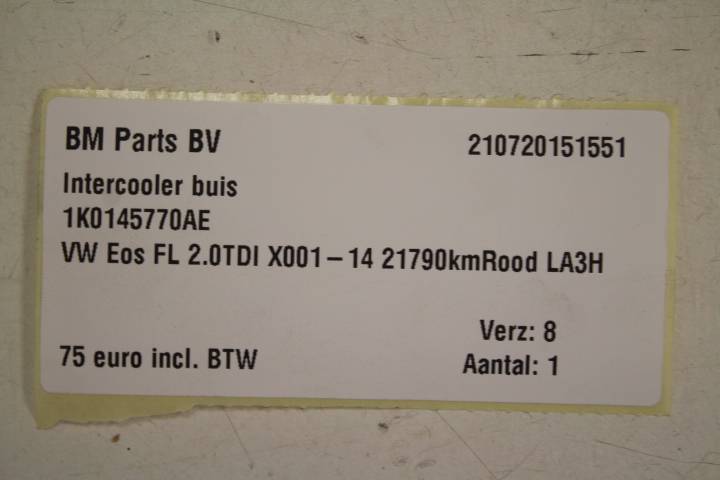 BM Parts BV 210720151551
Intercooler buis
1K0145770AE
VW Eos FL 2.0TDI X001-14 21790kmRood LA3H
Verz: 8
75 euro incl. BTW Aantal: 1